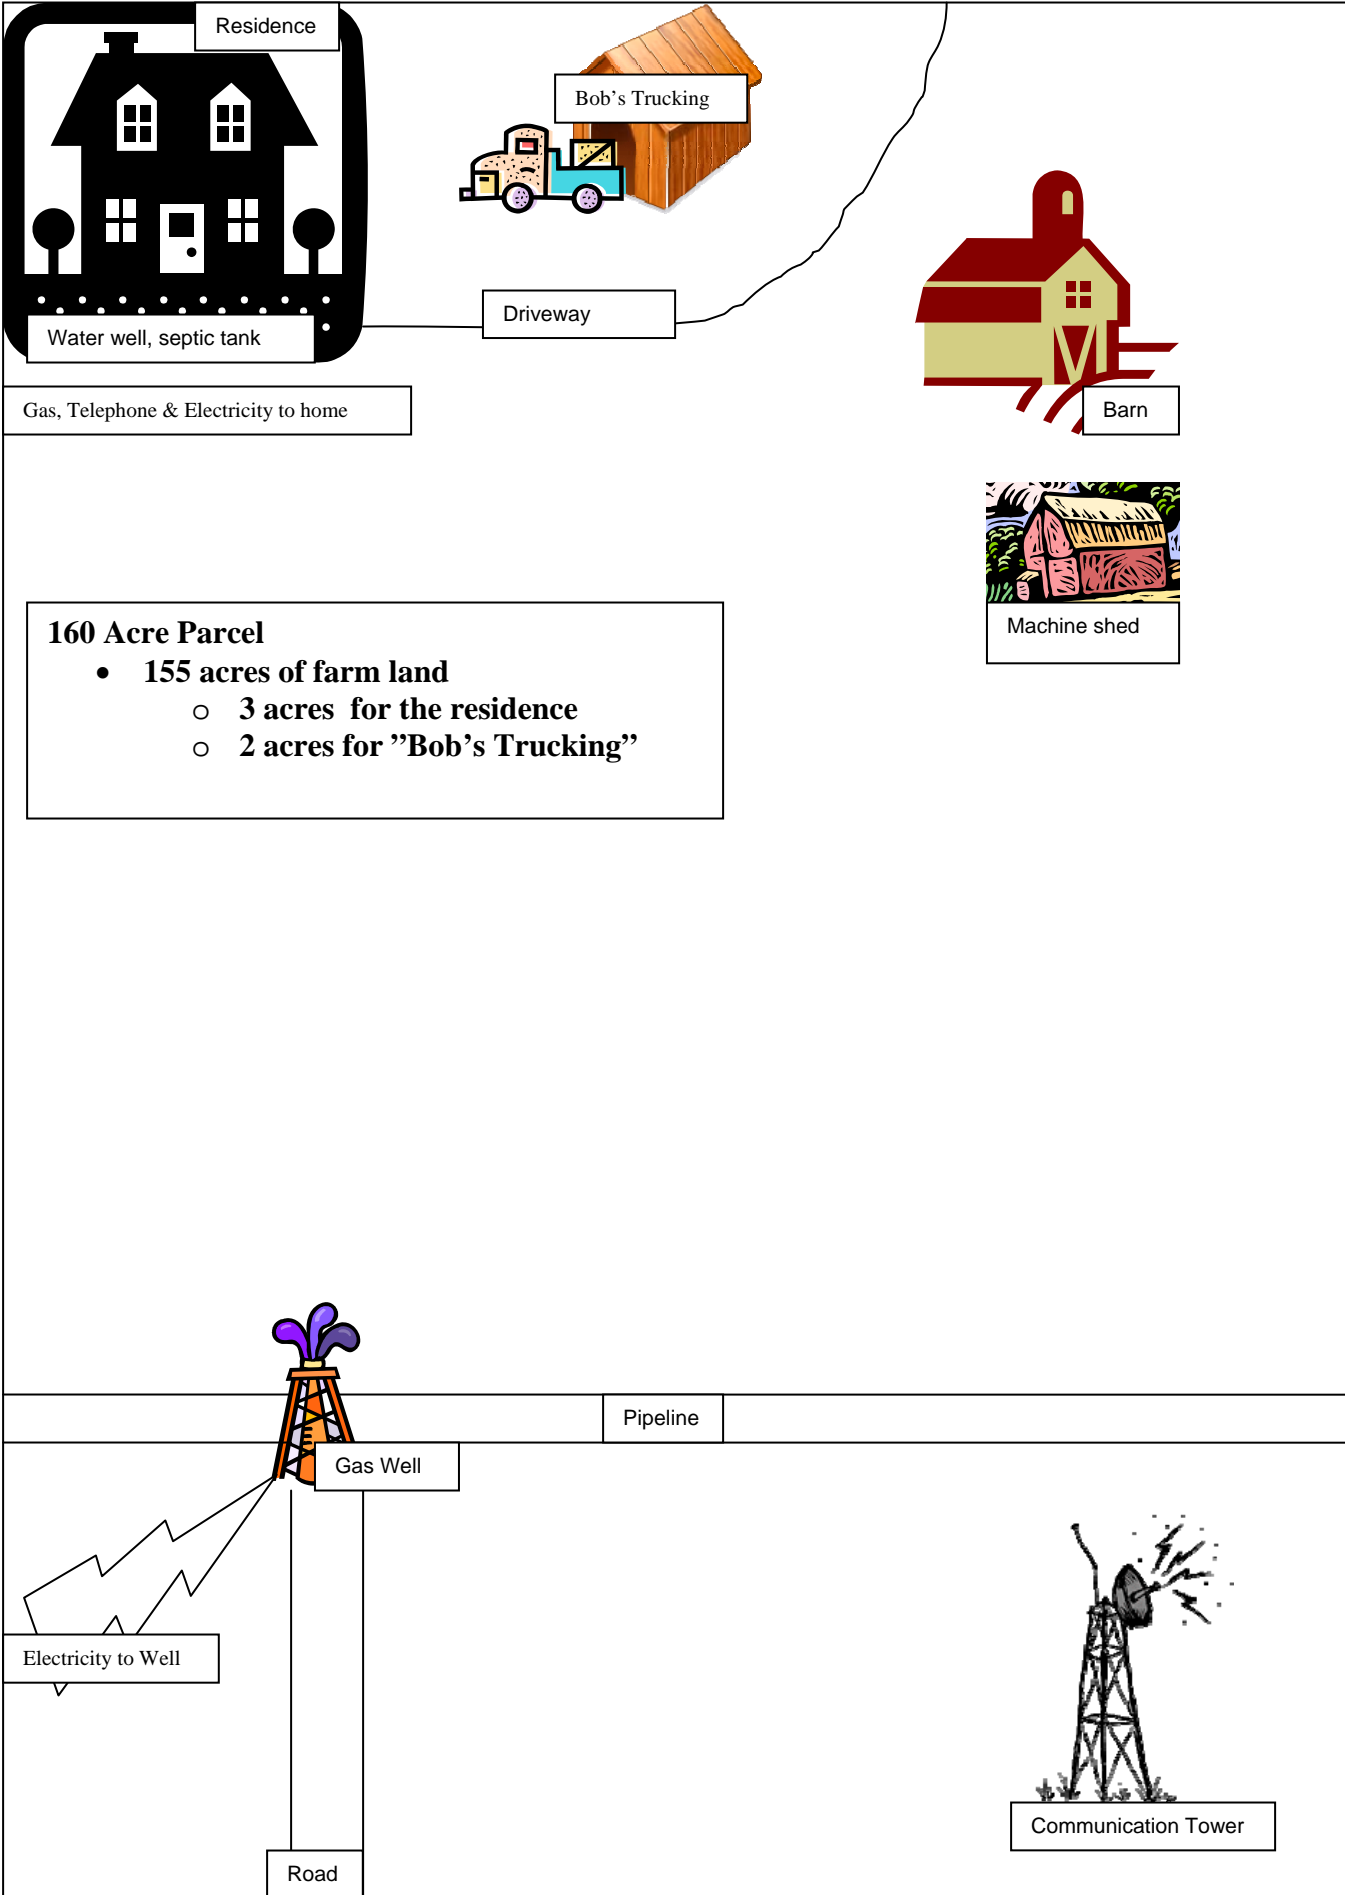 Residence
Bob’s Trucking
Driveway
Water well, septic tank
Gas, Telephone & Electricity to home
Barn
Machine shed
160 Acre Parcel
• 155 acres of farm land
o 3 acres for the residence
o 2 acres for ”Bob’s Trucking”
Pipeline
Gas Well
Electricity to Well
Communication Tower
Road